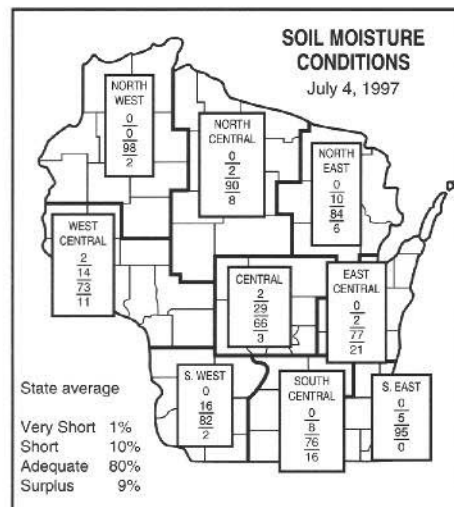 SOIL MOISTURE
CONDITIONS
July 4, 1997
NORTH
WEST
0
0
98
2
NORTH
CENTRAL
0
2
90
8
NORTH
EAST
0
10
84
6
WEST
CENTRAL
2
14
73
11
CENTRAL
2
29
66
3
EAST
CENTRAL
0
2
77
21
S. WEST
0
16
82
2
SOUTH
CENTRAL
0
8
76
16
S. EAST
0
5
95
0
State average
Very Short 1%
Short 10%
Adequate 80%
Surplus 9%